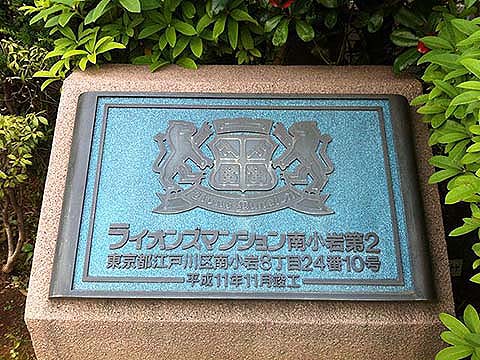 ライオンズマンション南小岩第2
東京都江戸川区南小岩6丁目24番10号
平成11年11月竣工